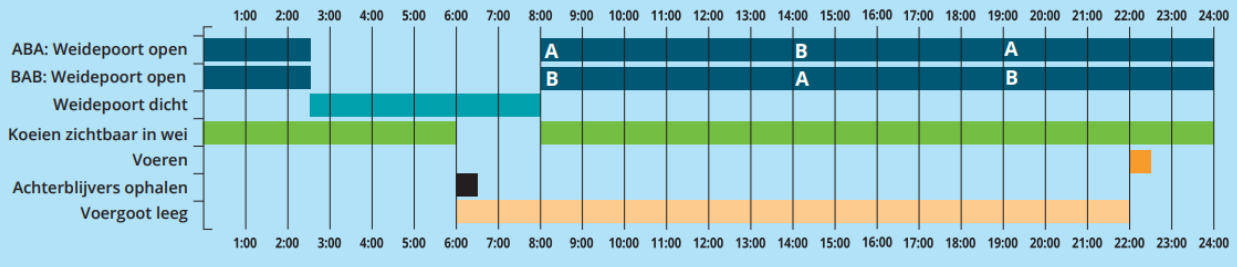 1:00 2:00 3:00 4:00 5:00 6:00 7:00 8:00 9:00 10:00 11:00 12:00 13:00 14:00 15:00 16:00 17:00 18:00 19:00 20:00 21:00 22:00 23:00 24:00
ABA: Weidepoort open A B A
BAB: Weidepoort open B A B
Weidepoort dicht
Koeien zichtbaar in wei
Voeren
Achterblijvers ophalen
Voergoot leeg
1:00 2:00 3:00 4:00 5:00 6:00 7:00 8:00 9:00 10:00 11:00 12:00 13:00 14:00 15:00 16:00 17:00 18:00 19:00 20:00 21:00 22:00 23:00 24:00